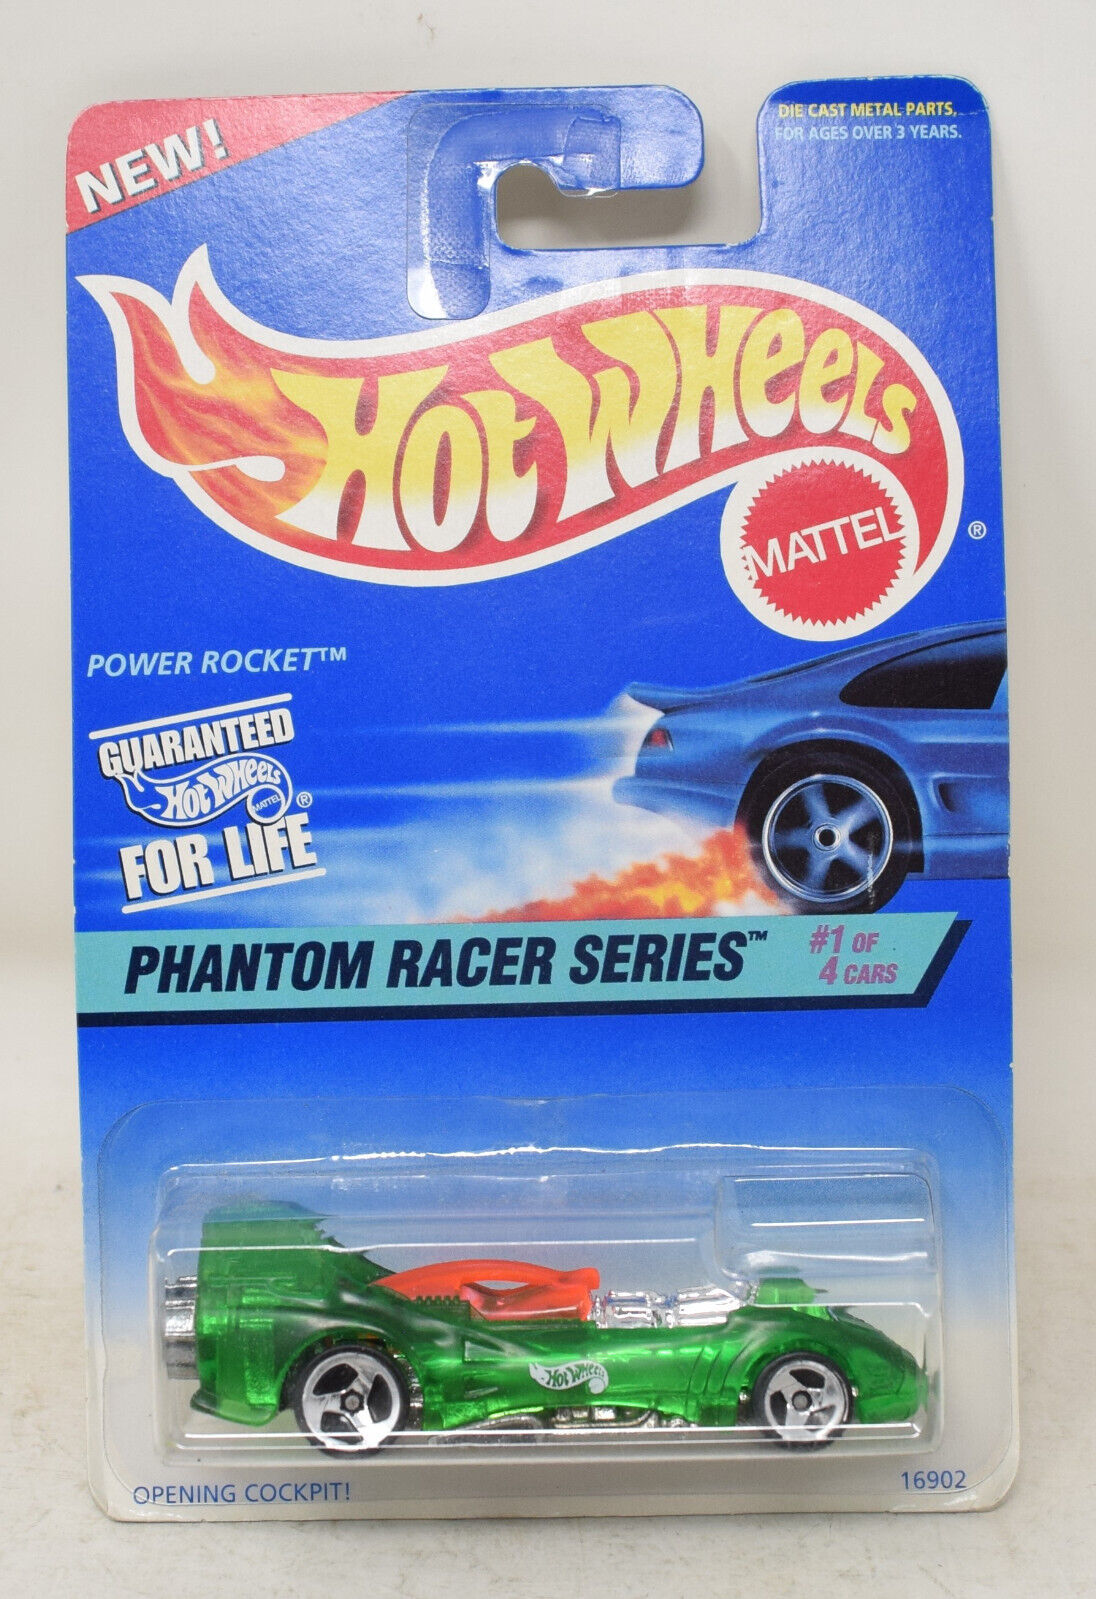 NEW!
DIE CAST METAL PARTS,
FOR AGES OVER 3 YEARS.
HOT WHEELS
MATTEL
®
POWER ROCKET™
GUARANTEED
HOT WHEELS
MATTEL
®
FOR LIFE
PHANTOM RACER SERIES™
#1 OF
4 CARS
HOT WHEELS
OPENING COCKPIT!
16902